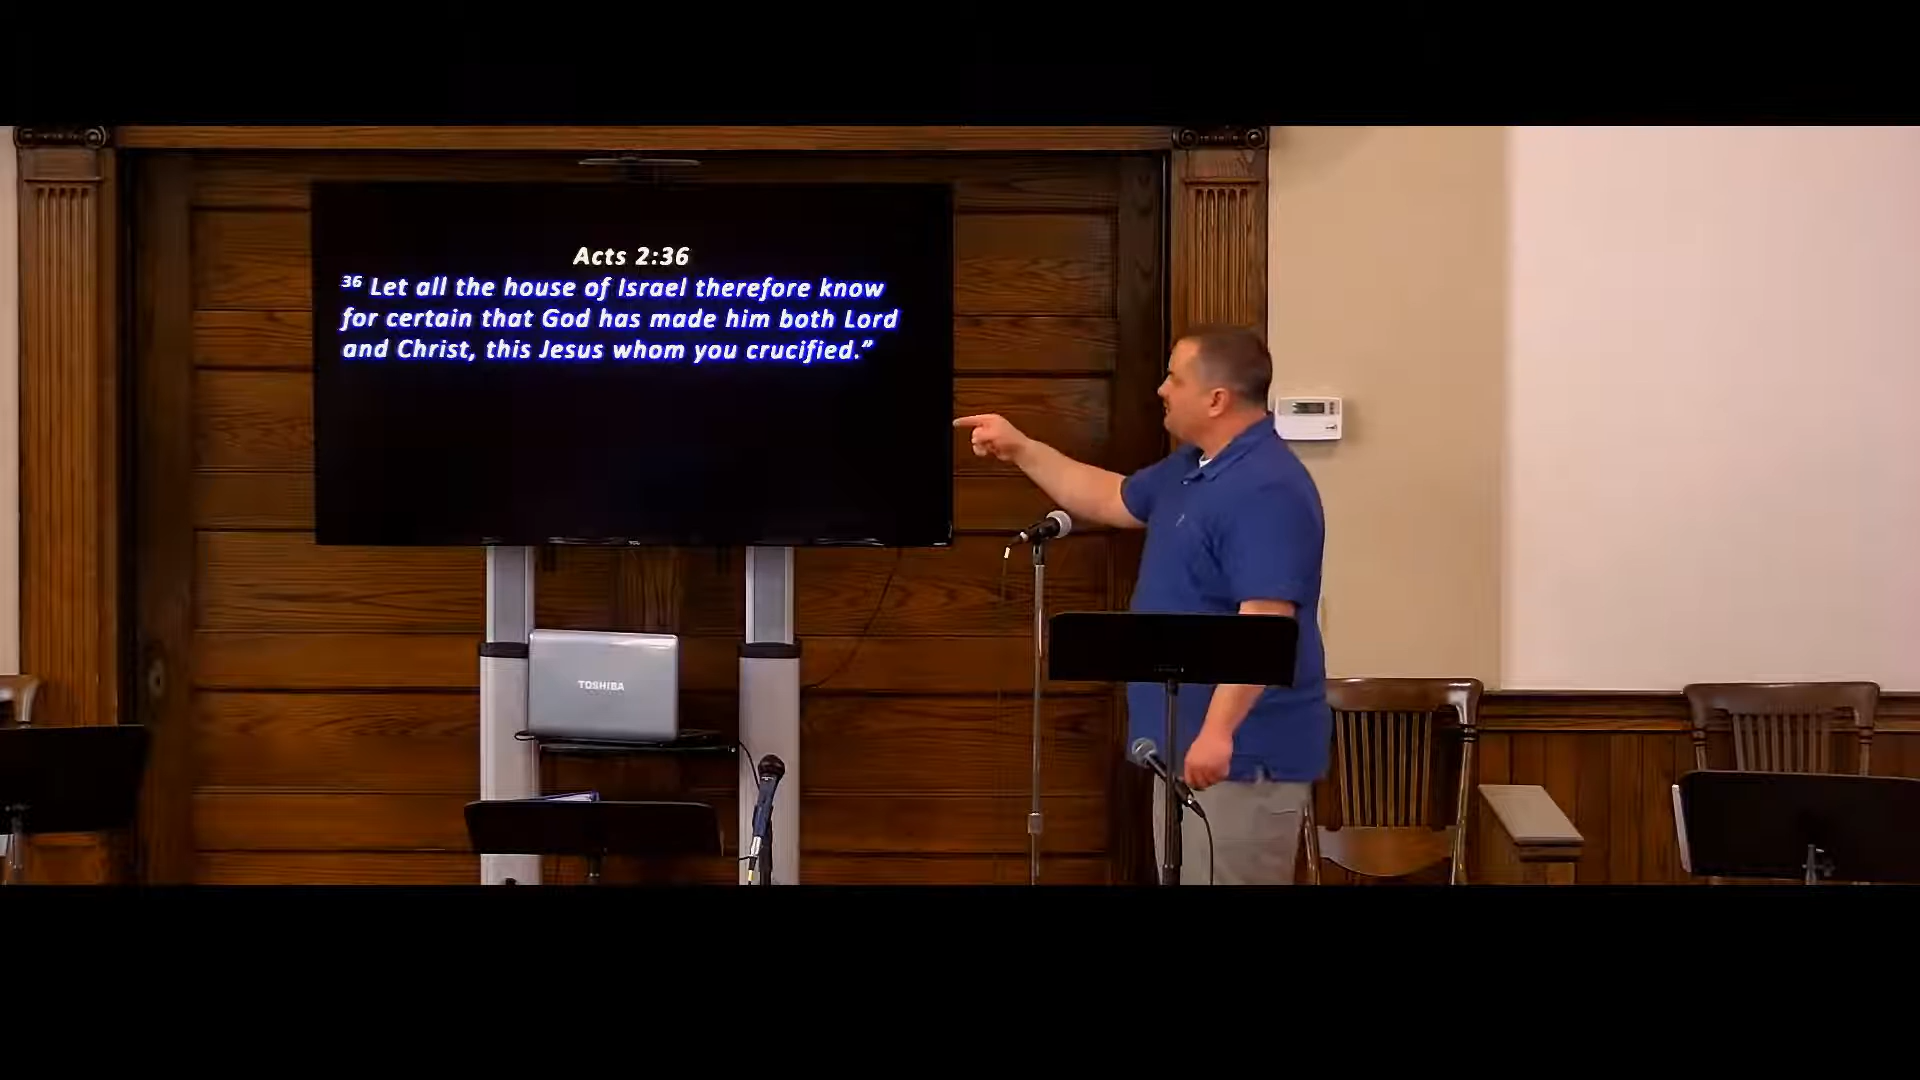 Acts 2:36
36 Let all the house of Israel therefore know
for certain that God has made him both Lord
and Christ, this Jesus whom you crucified.”
TOSHIBA